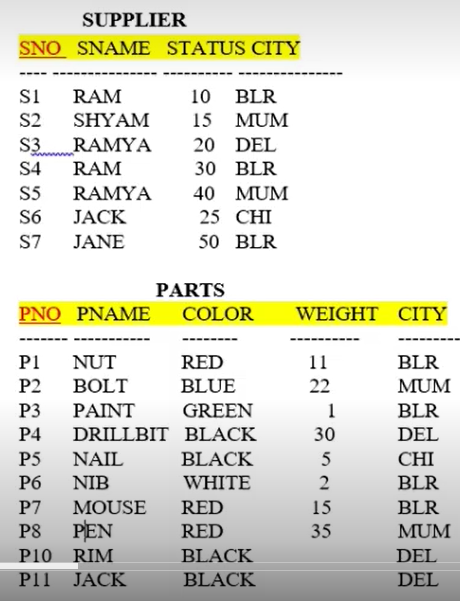 SUPPLIER
SNO SNAME STATUS CITY
---- --------------- ---------- ---------------
S1 RAM 10 BLR
S2 SHYAM 15 MUM
S3 RAMYA 20 DEL
S4 RAM 30 BLR
S5 RAMYA 40 MUM
S6 JACK 25 CHI
S7 JANE 50 BLR
PARTS
PNO PNAME COLOR WEIGHT CITY
------- ----------- -------- ---------- ---------
P1 NUT RED 11 BLR
P2 BOLT BLUE 22 MUM
P3 PAINT GREEN 1 BLR
P4 DRILLBIT BLACK 30 DEL
P5 NAIL BLACK 5 CHI
P6 NIB WHITE 2 BLR
P7 MOUSE RED 15 BLR
P8 PEN RED 35 MUM
P10 RIM BLACK DEL
P11 JACK BLACK DEL